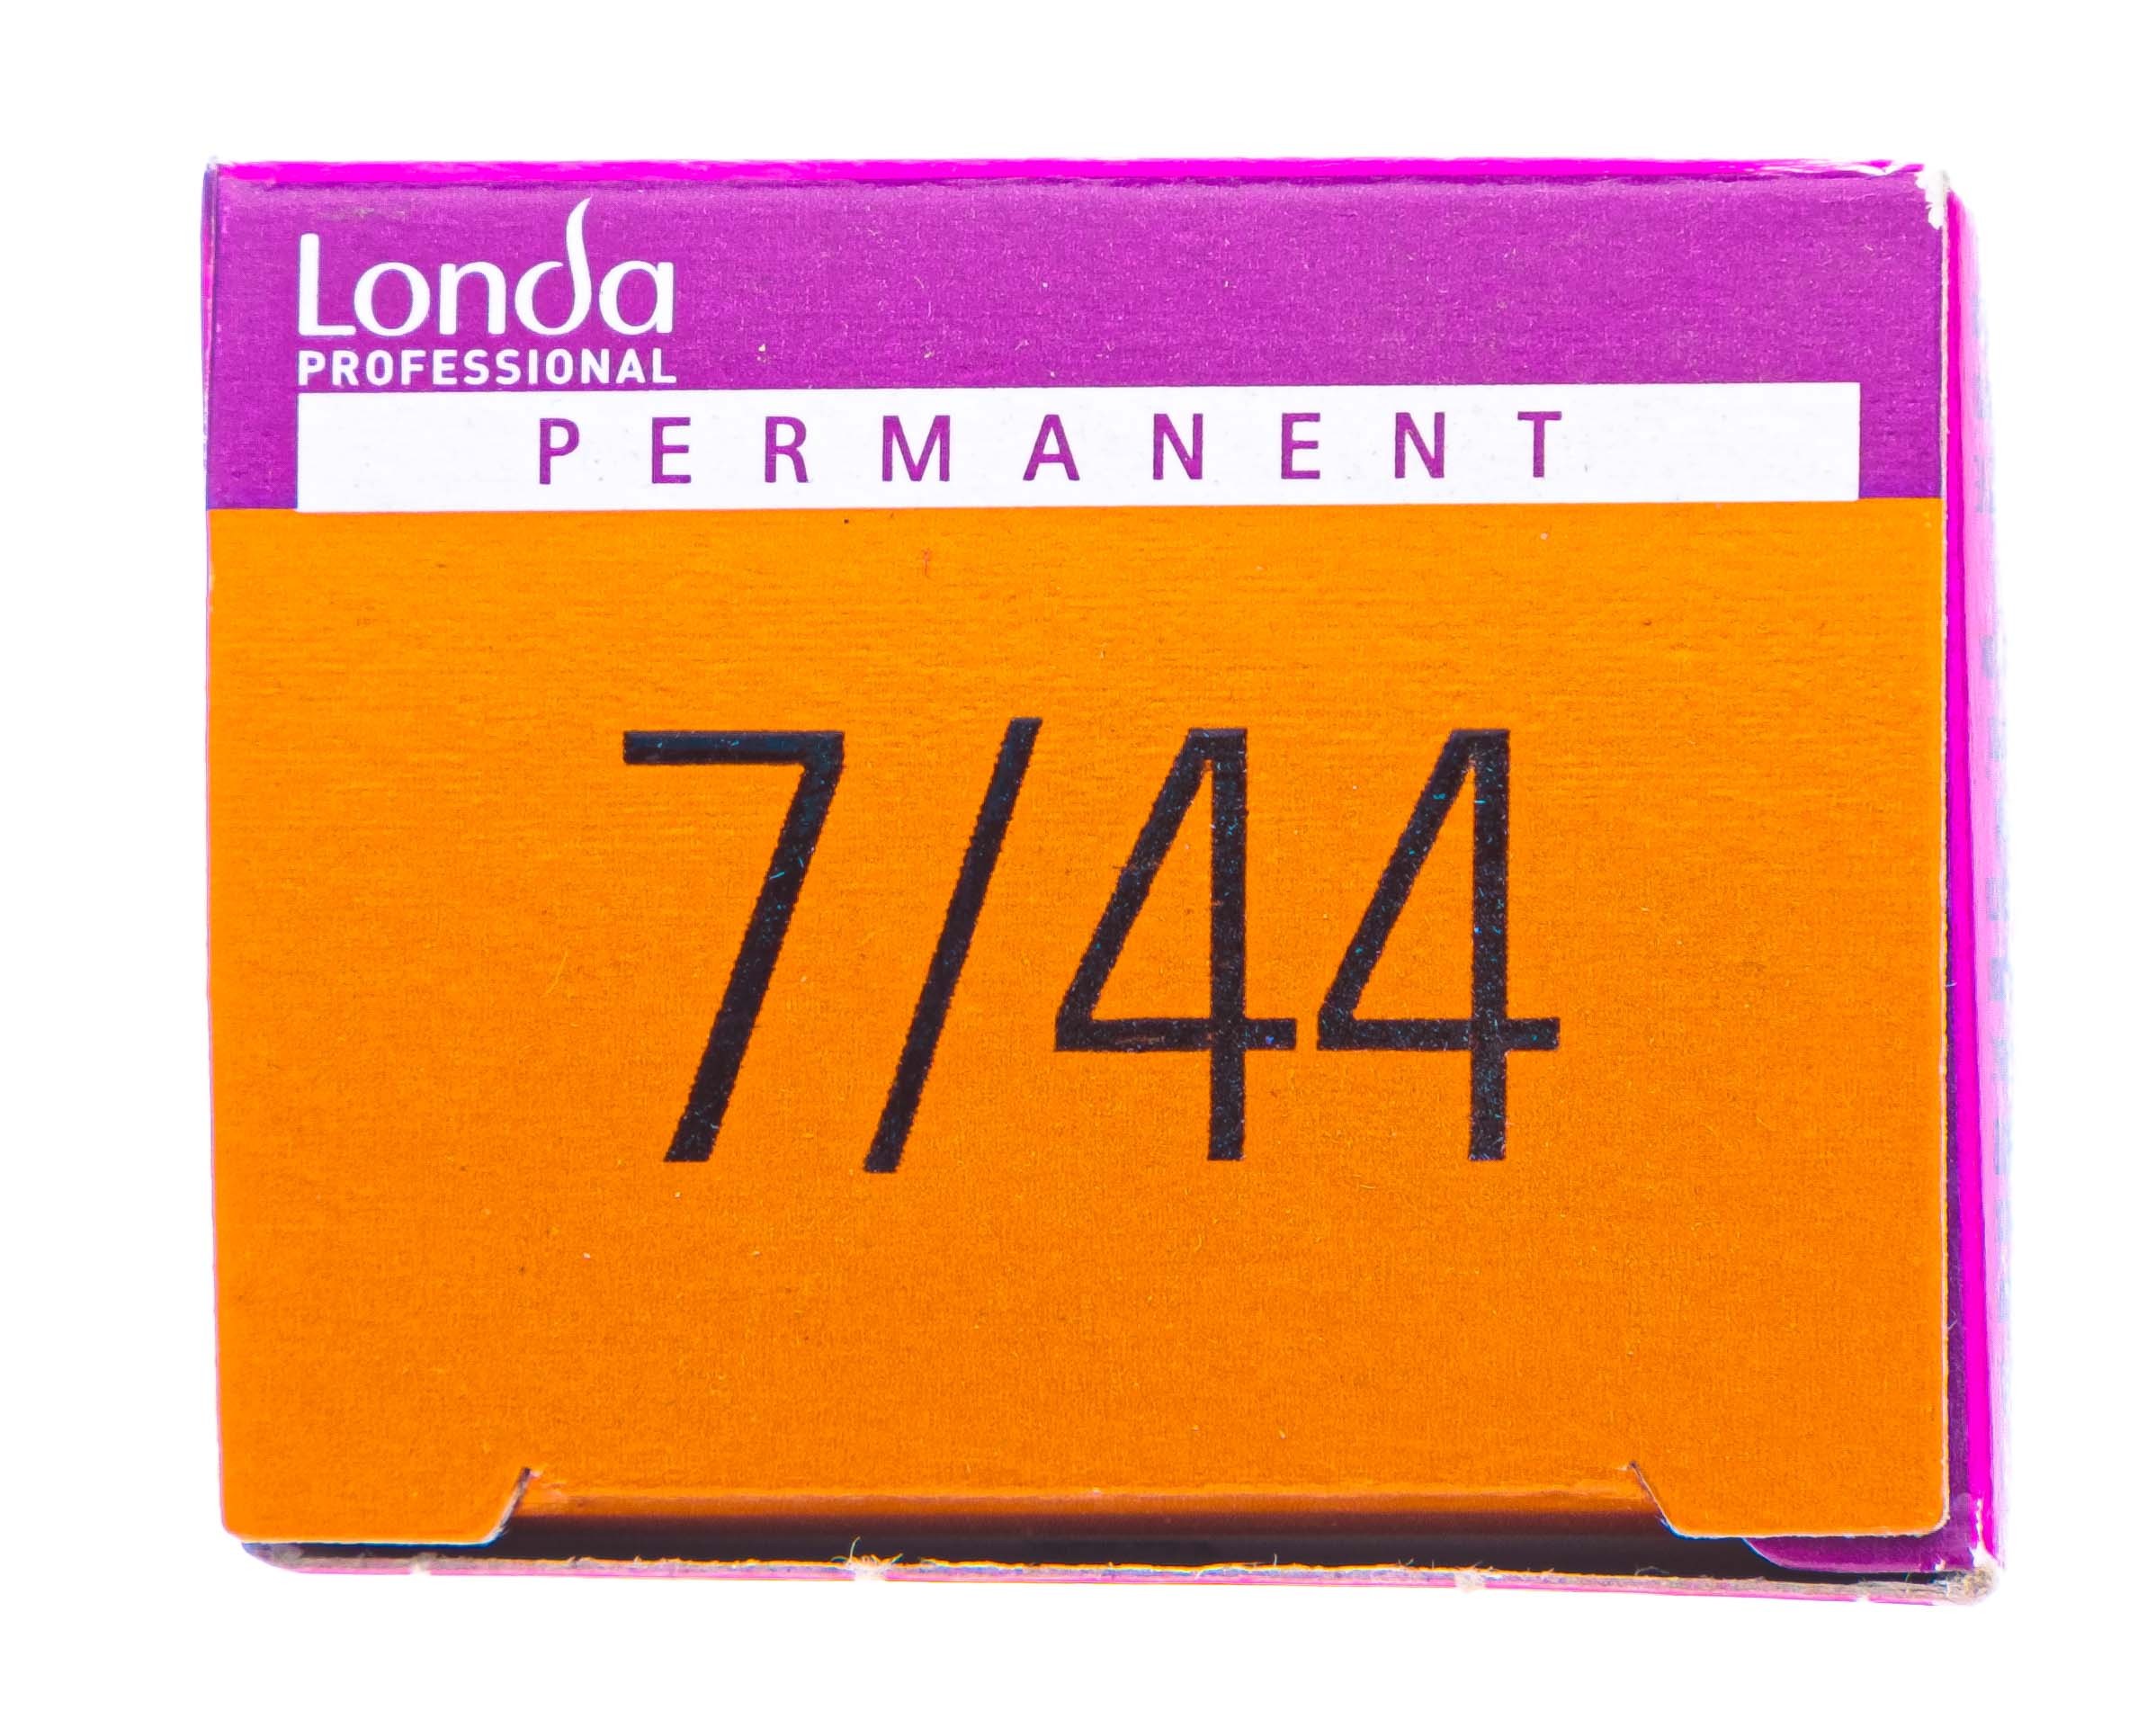 Londa
PROFESSIONAL
PERMANENT
7/44